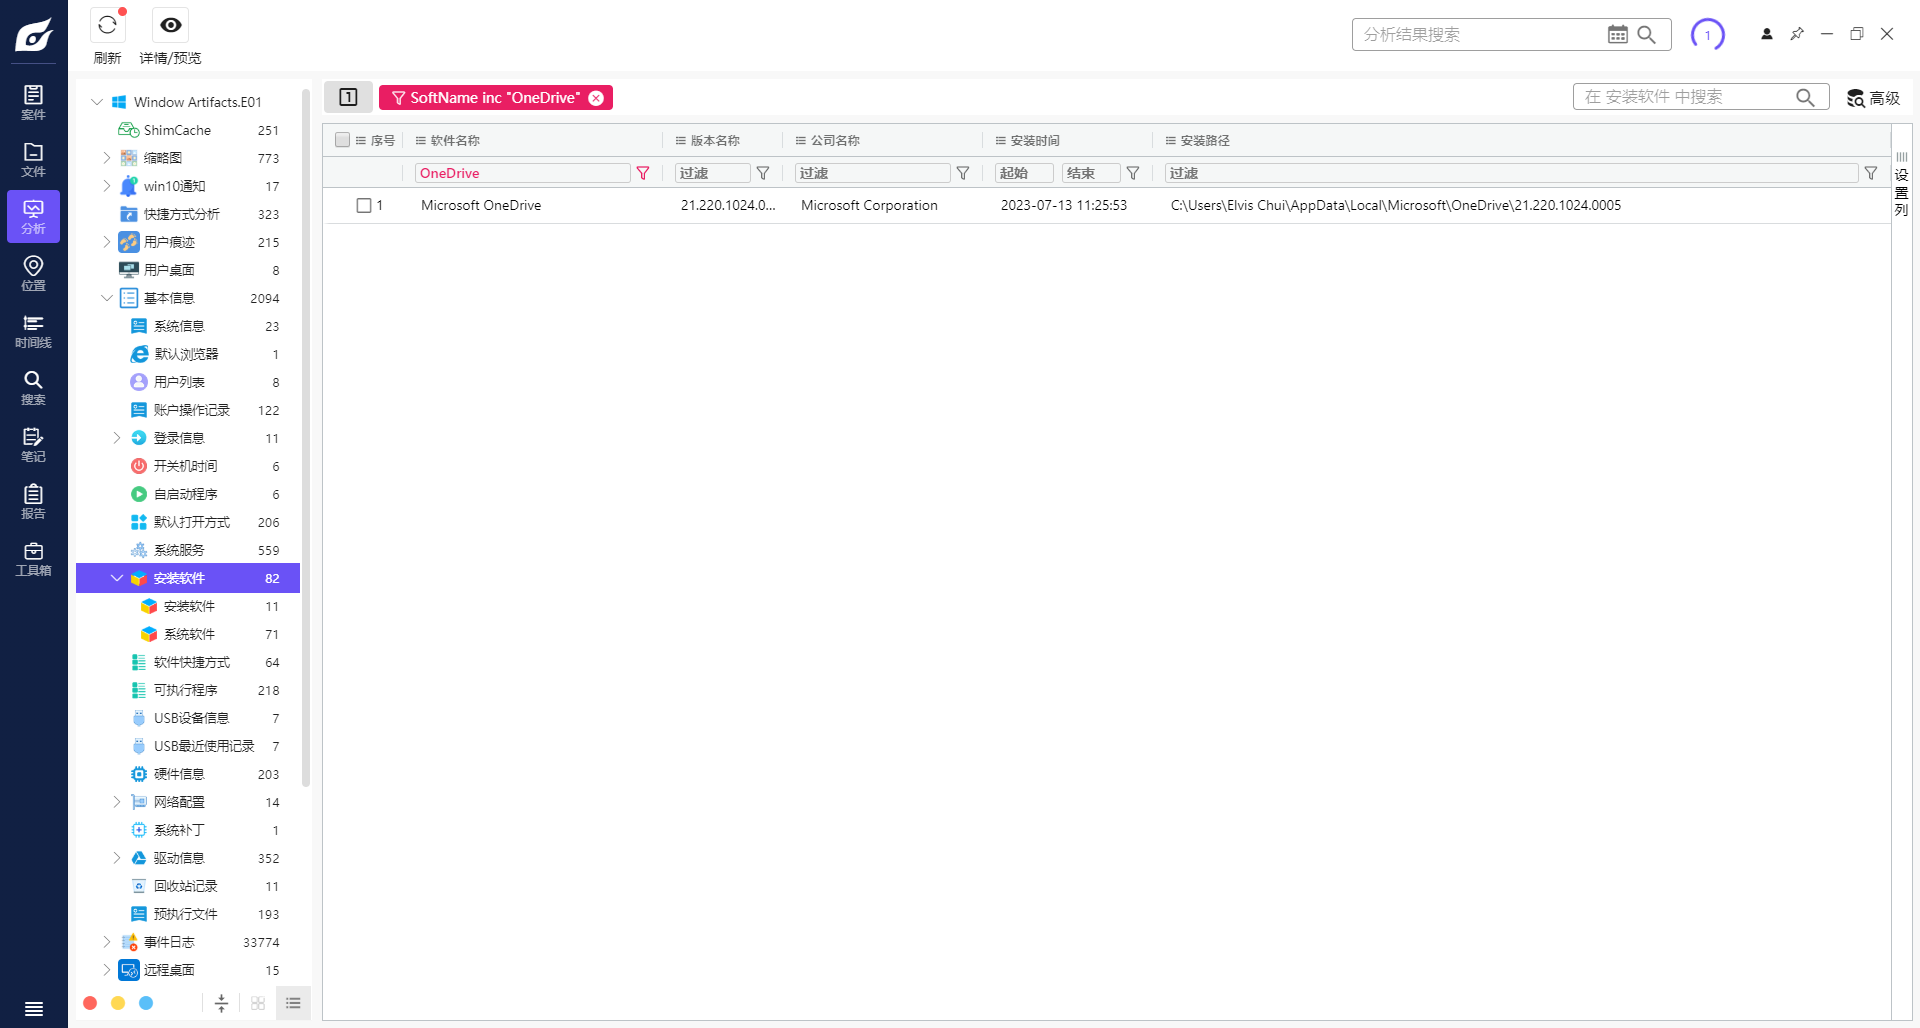 刷新
详情/预览
分析结果搜索
1
案件
文件
分析
位置
时间线
搜索
笔记
报告
工具箱
Window Artifacts.E01
ShimCache 251
缩略图 773
win10通知 17
快捷方式分析 323
用户痕迹 215
用户桌面 8
基本信息 2094
系统信息 23
默认浏览器 1
用户列表 8
账户操作记录 122
登录信息 11
开关机时间 6
自启动程序 6
默认打开方式 206
系统服务 559
安装软件 82
安装软件 11
系统软件 71
软件快捷方式 64
可执行程序 218
USB设备信息 7
USB最近使用记录 7
硬件信息 203
网络配置 14
系统补丁 1
驱动信息 352
回收站记录 11
预执行文件 193
事件日志 33774
远程桌面 15
1 SoftName inc "OneDrive"
在 安装软件 中搜索
高级
序号 软件名称 版本名称 公司名称 安装时间 安装路径
OneDrive 过滤 过滤 起始 结束 过滤
1 Microsoft OneDrive 21.220.1024.0... Microsoft Corporation 2023-07-13 11:25:53 C:\Users\Elvis Chui\AppData\Local\Microsoft\OneDrive\21.220.1024.0005
设置列